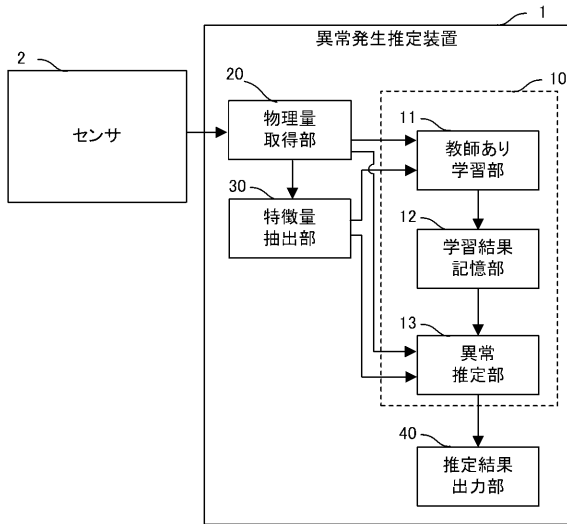 1
異常発生推定装置
2
センサ
20
物理量
取得部
10
11
教師あり
学習部
30
特徴量
抽出部
12
学習結果
記憶部
13
異常
推定部
40
推定結果
出力部